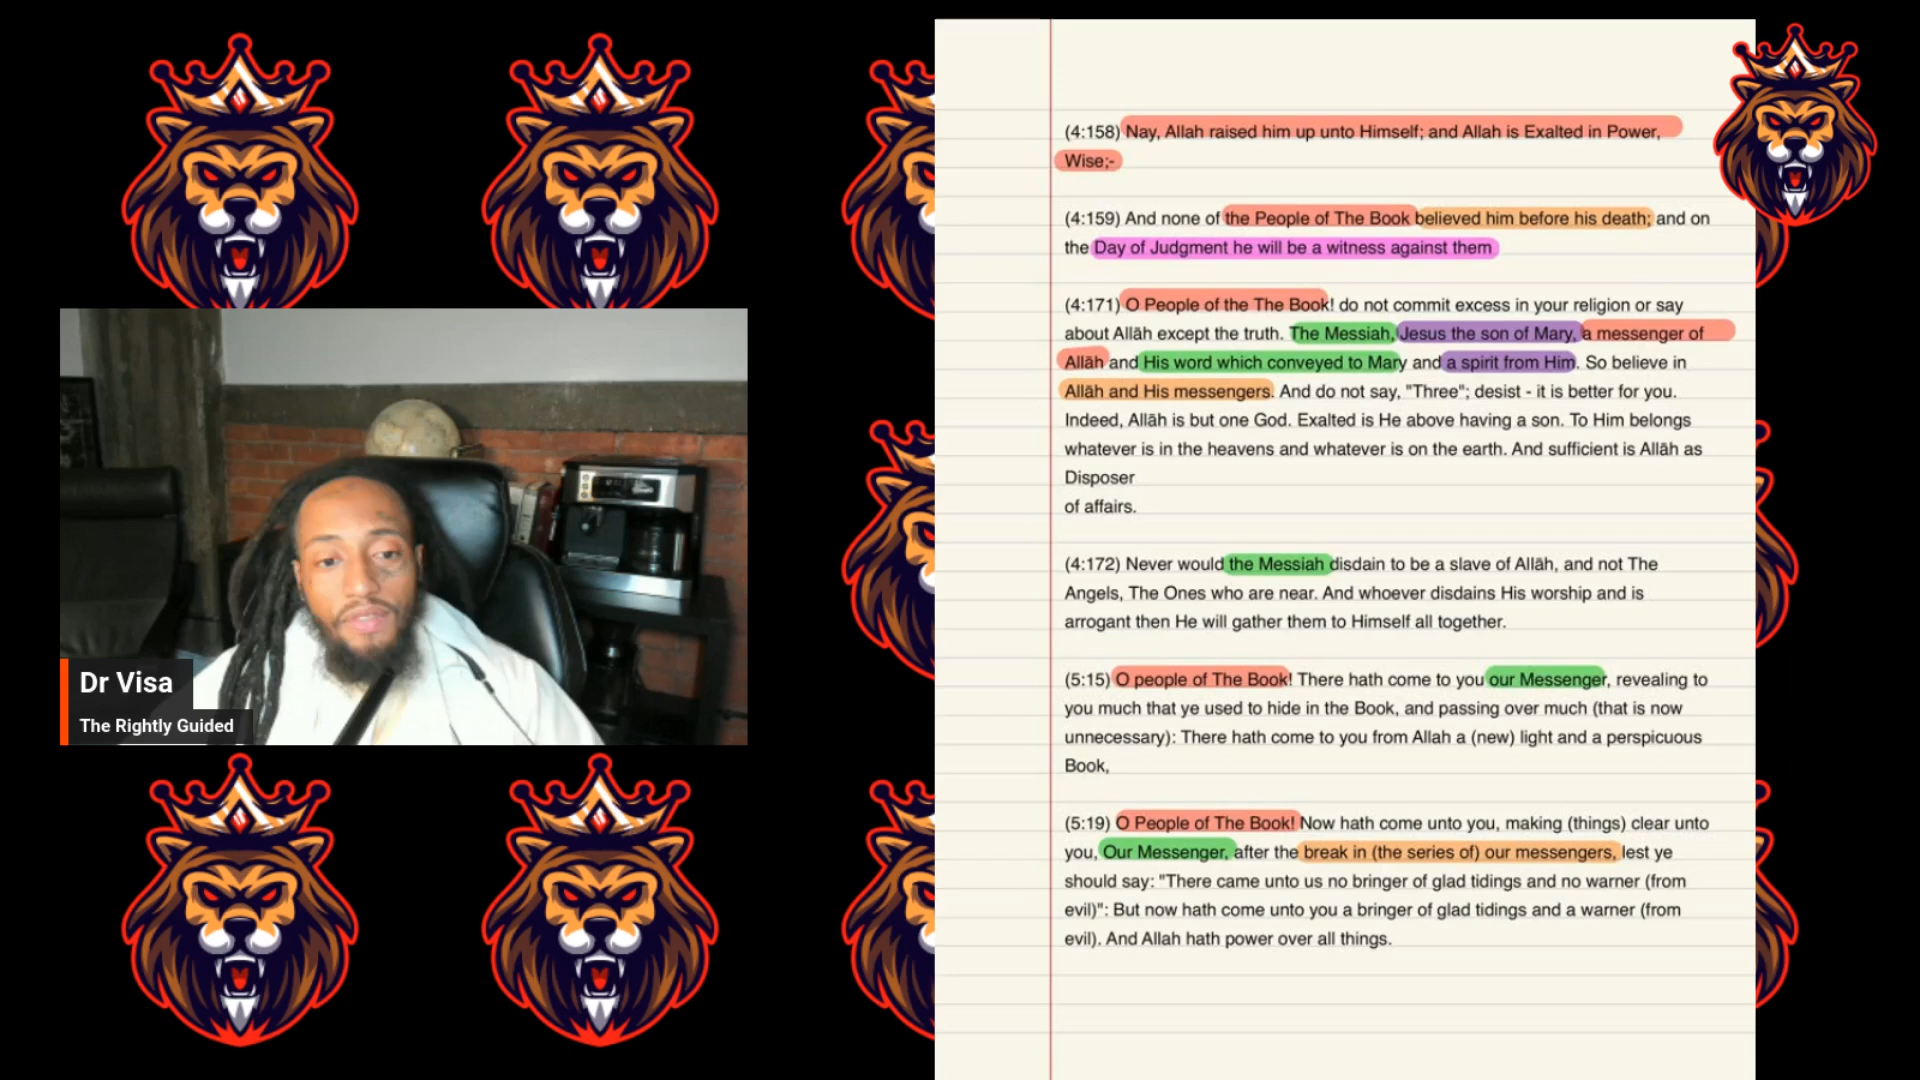 (4:158) Nay, Allah raised him up unto Himself; and Allah is Exalted in Power,
Wise;-
(4:159) And none of the People of The Book believed him before his death; and on
the Day of Judgment he will be a witness against them
(4:171) O People of the The Book! do not commit excess in your religion or say
about Allāh except the truth. The Messiah, Jesus the son of Mary, a messenger of
Allāh and His word which conveyed to Mary and a spirit from Him. So believe in
Allāh and His messengers. And do not say, "Three"; desist - it is better for you.
Indeed, Allāh is but one God. Exalted is He above having a son. To Him belongs
whatever is in the heavens and whatever is on the earth. And sufficient is Allāh as
Disposer
of affairs.
(4:172) Never would the Messiah disdain to be a slave of Allāh, and not The
Angels, The Ones who are near. And whoever disdains His worship and is
arrogant then He will gather them to Himself all together.
(5:15) O people of The Book! There hath come to you our Messenger, revealing to
you much that ye used to hide in the Book, and passing over much (that is now
unnecessary): There hath come to you from Allah a (new) light and a perspicuous
Book,
(5:19) O People of The Book! Now hath come unto you, making (things) clear unto
you, Our Messenger, after the break in (the series of) our messengers, lest ye
should say: "There came unto us no bringer of glad tidings and no warner (from
evil)": But now hath come unto you a bringer of glad tidings and a warner (from
evil). And Allah hath power over all things.
Dr Visa
The Rightly Guided